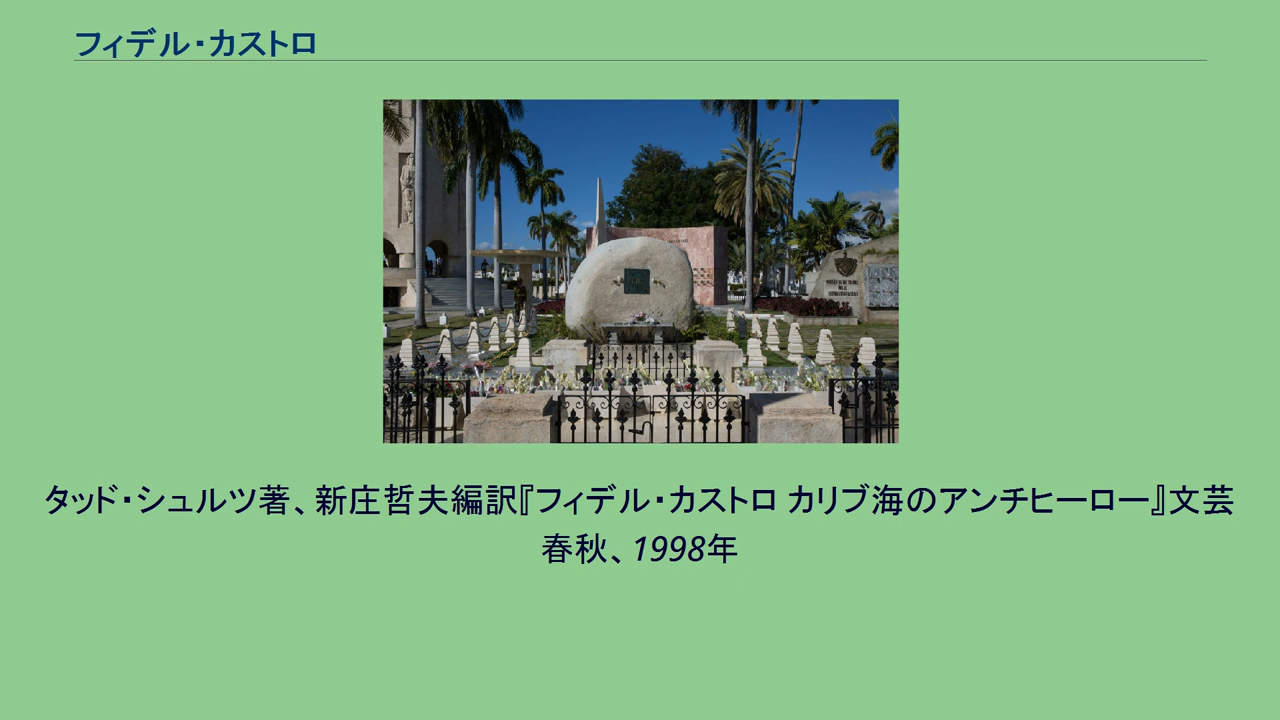 フィデル・カストロ
タッド・シュルツ著、新庄哲夫編訳『フィデル・カストロ カリブ海のアンチヒーロー』文芸
春秋、1998年